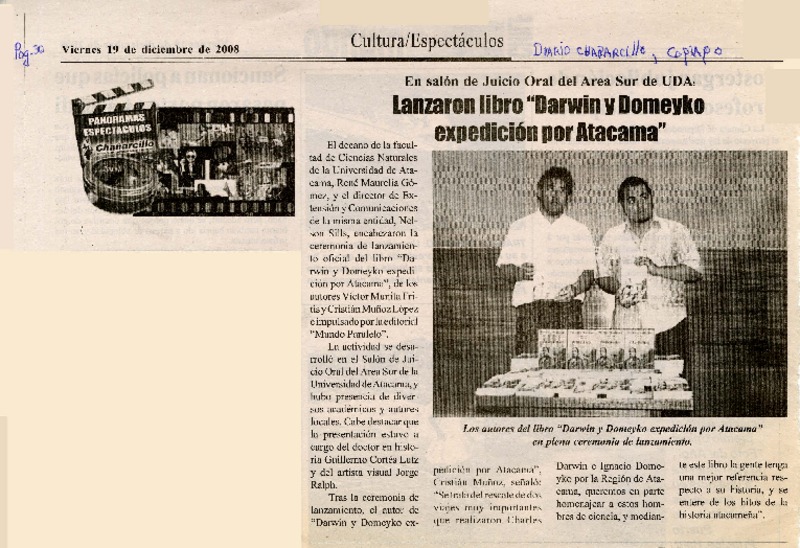 Pag. 30
Viernes 19 de diciembre de 2008
Cultura/Espectáculos
DIARIO CHAÑARCILLO, COPIAPO
PANORAMAS
ESPECTACULOS
Chañarcillo
En salón de Juicio Oral del Area Sur de UDA:
Lanzaron libro "Darwin y Domeyko
expedición por Atacama"
El decano de la facul-
tad de Ciencias Naturales
de la Universidad de Ata-
cama, René Maurelia Gó-
mez, y el director de Ex-
tensión y Comunicaciones
de la misma entidad, Nel-
son Sills, encabezaron la
ceremonia de lanzamien-
to oficial del libro "Da-
rwin y Domeyko expedi-
ción por Atacama", de los
autores Víctor Munita Fri-
tis y Cristián Muñoz López
e impulsado por la editorial
"Mundo Paralelo".
La actividad se desa-
rrolló en el Salón de Jui-
cio Oral del Area Sur de la
Universidad de Atacama, y
hubo presencia de diver-
sos académicos y autores
locales. Cabe destacar que
la presentación estuvo a
cargo del doctor en histo-
ria Guillermo Cortés Lutz
y del artista visual Jorge
Ralph.
Tras la ceremonia de
lanzamiento, el autor de
"Darwin y Domeyko ex-
Los autores del libro "Darwin y Domeyko expedición por Atacama"
en plena ceremonia de lanzamiento.
pedición por Atacama",
Cristián Muñoz, señaló:
"Se trata del rescate de dos
viajes muy importantes
que realizaron Charles
Darwin e Ignacio Dome-
yko por la Región de Ata-
cama, queremos en parte
homenajear a estos hom-
bres de ciencia, y median-
te este libro la gente tenga
una mejor referencia res-
pecto a su historia, y se
entere de los hitos de la
historia atacameña".